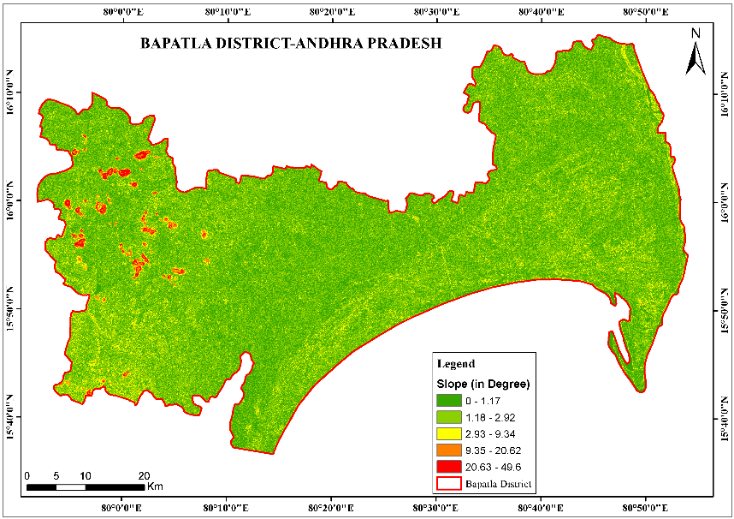 80°0'0"E 80°10'0"E 80°20'0"E 80°30'0"E 80°40'0"E 80°50'0"E
BAPATLA DISTRICT-ANDHRA PRADESH
N
16°10'0"N 16°10'0"N
16°0'0"N 16°0'0"N
15°50'0"N 15°50'0"N
15°40'0"N 15°40'0"N
Legend
Slope (in Degree)
0 - 1.17
1.18 - 2.92
2.93 - 9.34
9.35 - 20.62
20.63 - 49.6
Bapatla District
0 5 10 20
Km
80°0'0"E 80°10'0"E 80°20'0"E 80°30'0"E 80°40'0"E 80°50'0"E